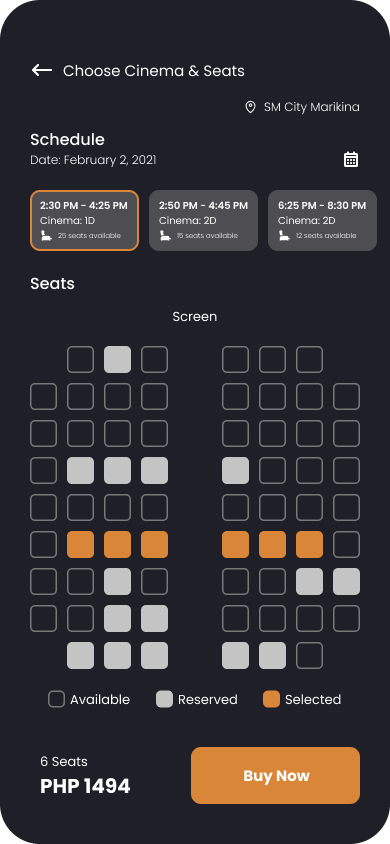 Choose Cinema & Seats
SM City Marikina
Schedule
Date: February 2, 2021
2:30 PM - 4:25 PM
Cinema: 1D
25 seats available
2:50 PM - 4:45 PM
Cinema: 2D
15 seats available
6:25 PM - 8:30 PM
Cinema: 2D
12 seats available
Seats
Screen
Available
Reserved
Selected
6 Seats
PHP 1494
Buy Now